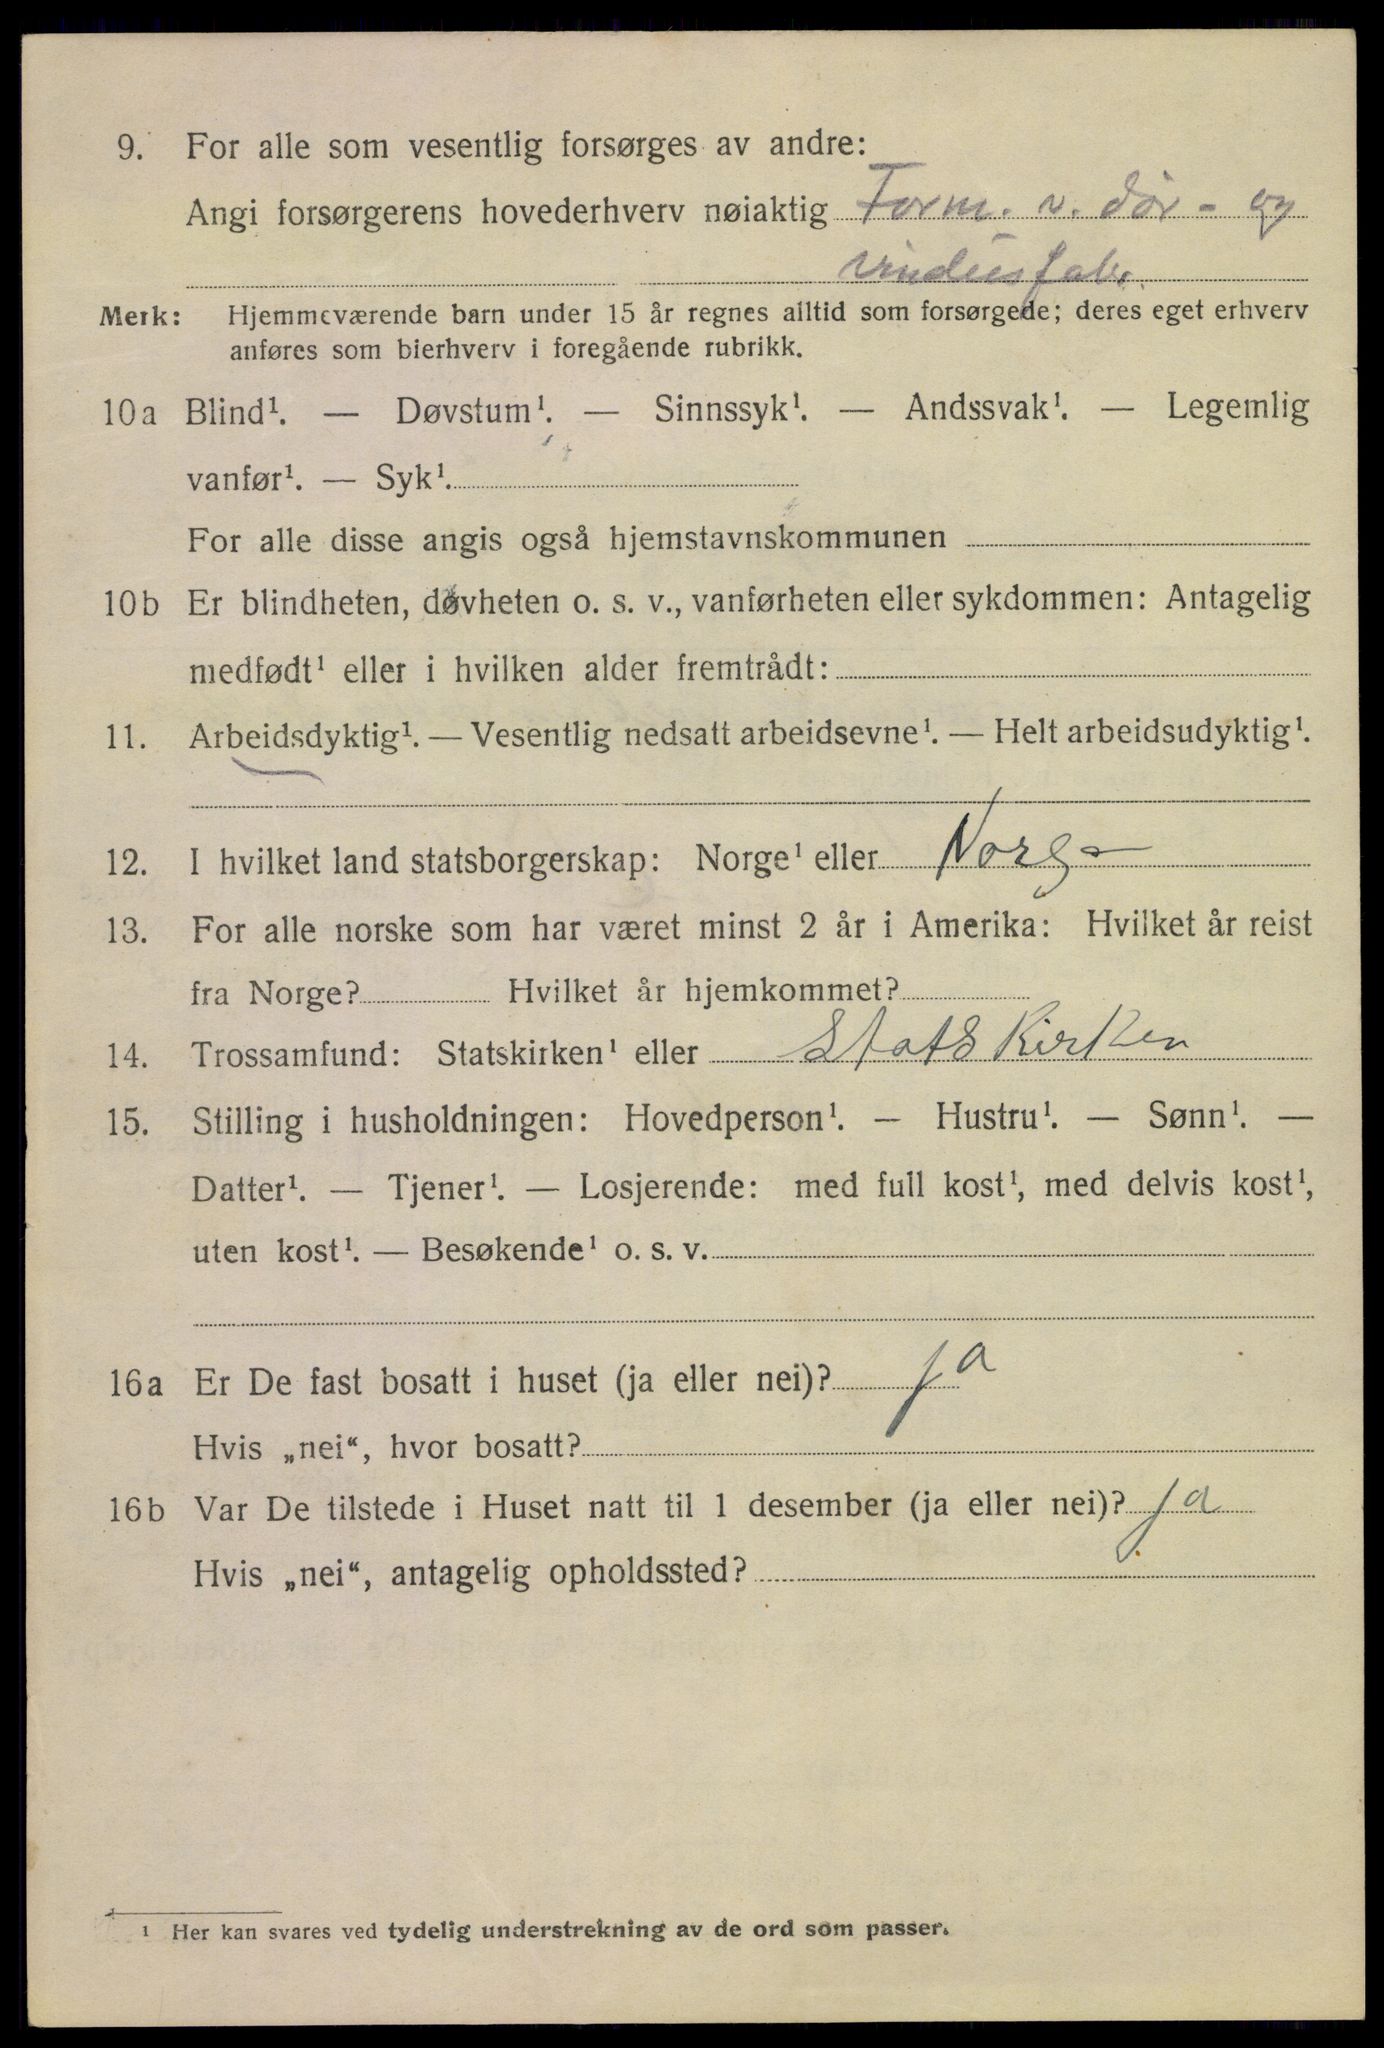 9. For alle som vesentlig forsørges av andre:
Angi forsørgerens hovederhverv nøiaktig Form. v. dør- og
vindusfabr.
Merk: Hjemmeværende barn under 15 år regnes alltid som forsørgede; deres eget erhverv
anføres som bierhverv i foregående rubrikk.
10a Blind¹. — Døvstum¹. — Sinnssyk¹. — Andssvak¹. — Legemlig
vanfør¹. — Syk¹.
For alle disse angis også hjemstavnskommunen
10b Er blindheten, døvheten o. s. v., vanførheten eller sykdommen: Antagelig
medfødt¹ eller i hvilken alder fremtrådt:
11. Arbeidsdyktig¹. — Vesentlig nedsatt arbeidsevne¹. — Helt arbeidsudyktig¹.
12. I hvilket land statsborgerskap: Norge¹ eller Norge
13. For alle norske som har været minst 2 år i Amerika: Hvilket år reist
fra Norge? Hvilket år hjemkommet?
14. Trossamfund: Statskirken¹ eller Statskirken
15. Stilling i husholdningen: Hovedperson¹. — Hustru¹. — Sønn¹. —
Datter¹. — Tjener¹. — Losjerende: med full kost¹, med delvis kost¹,
uten kost¹. — Besøkende¹ o. s. v.
16a Er De fast bosatt i huset (ja eller nei)? ja
Hvis „nei“, hvor bosatt?
16b Var De tilstede i Huset natt til 1 desember (ja eller nei)? ja
Hvis „nei“, antagelig opholdssted?
¹ Her kan svares ved tydelig understrekning av de ord som passer.